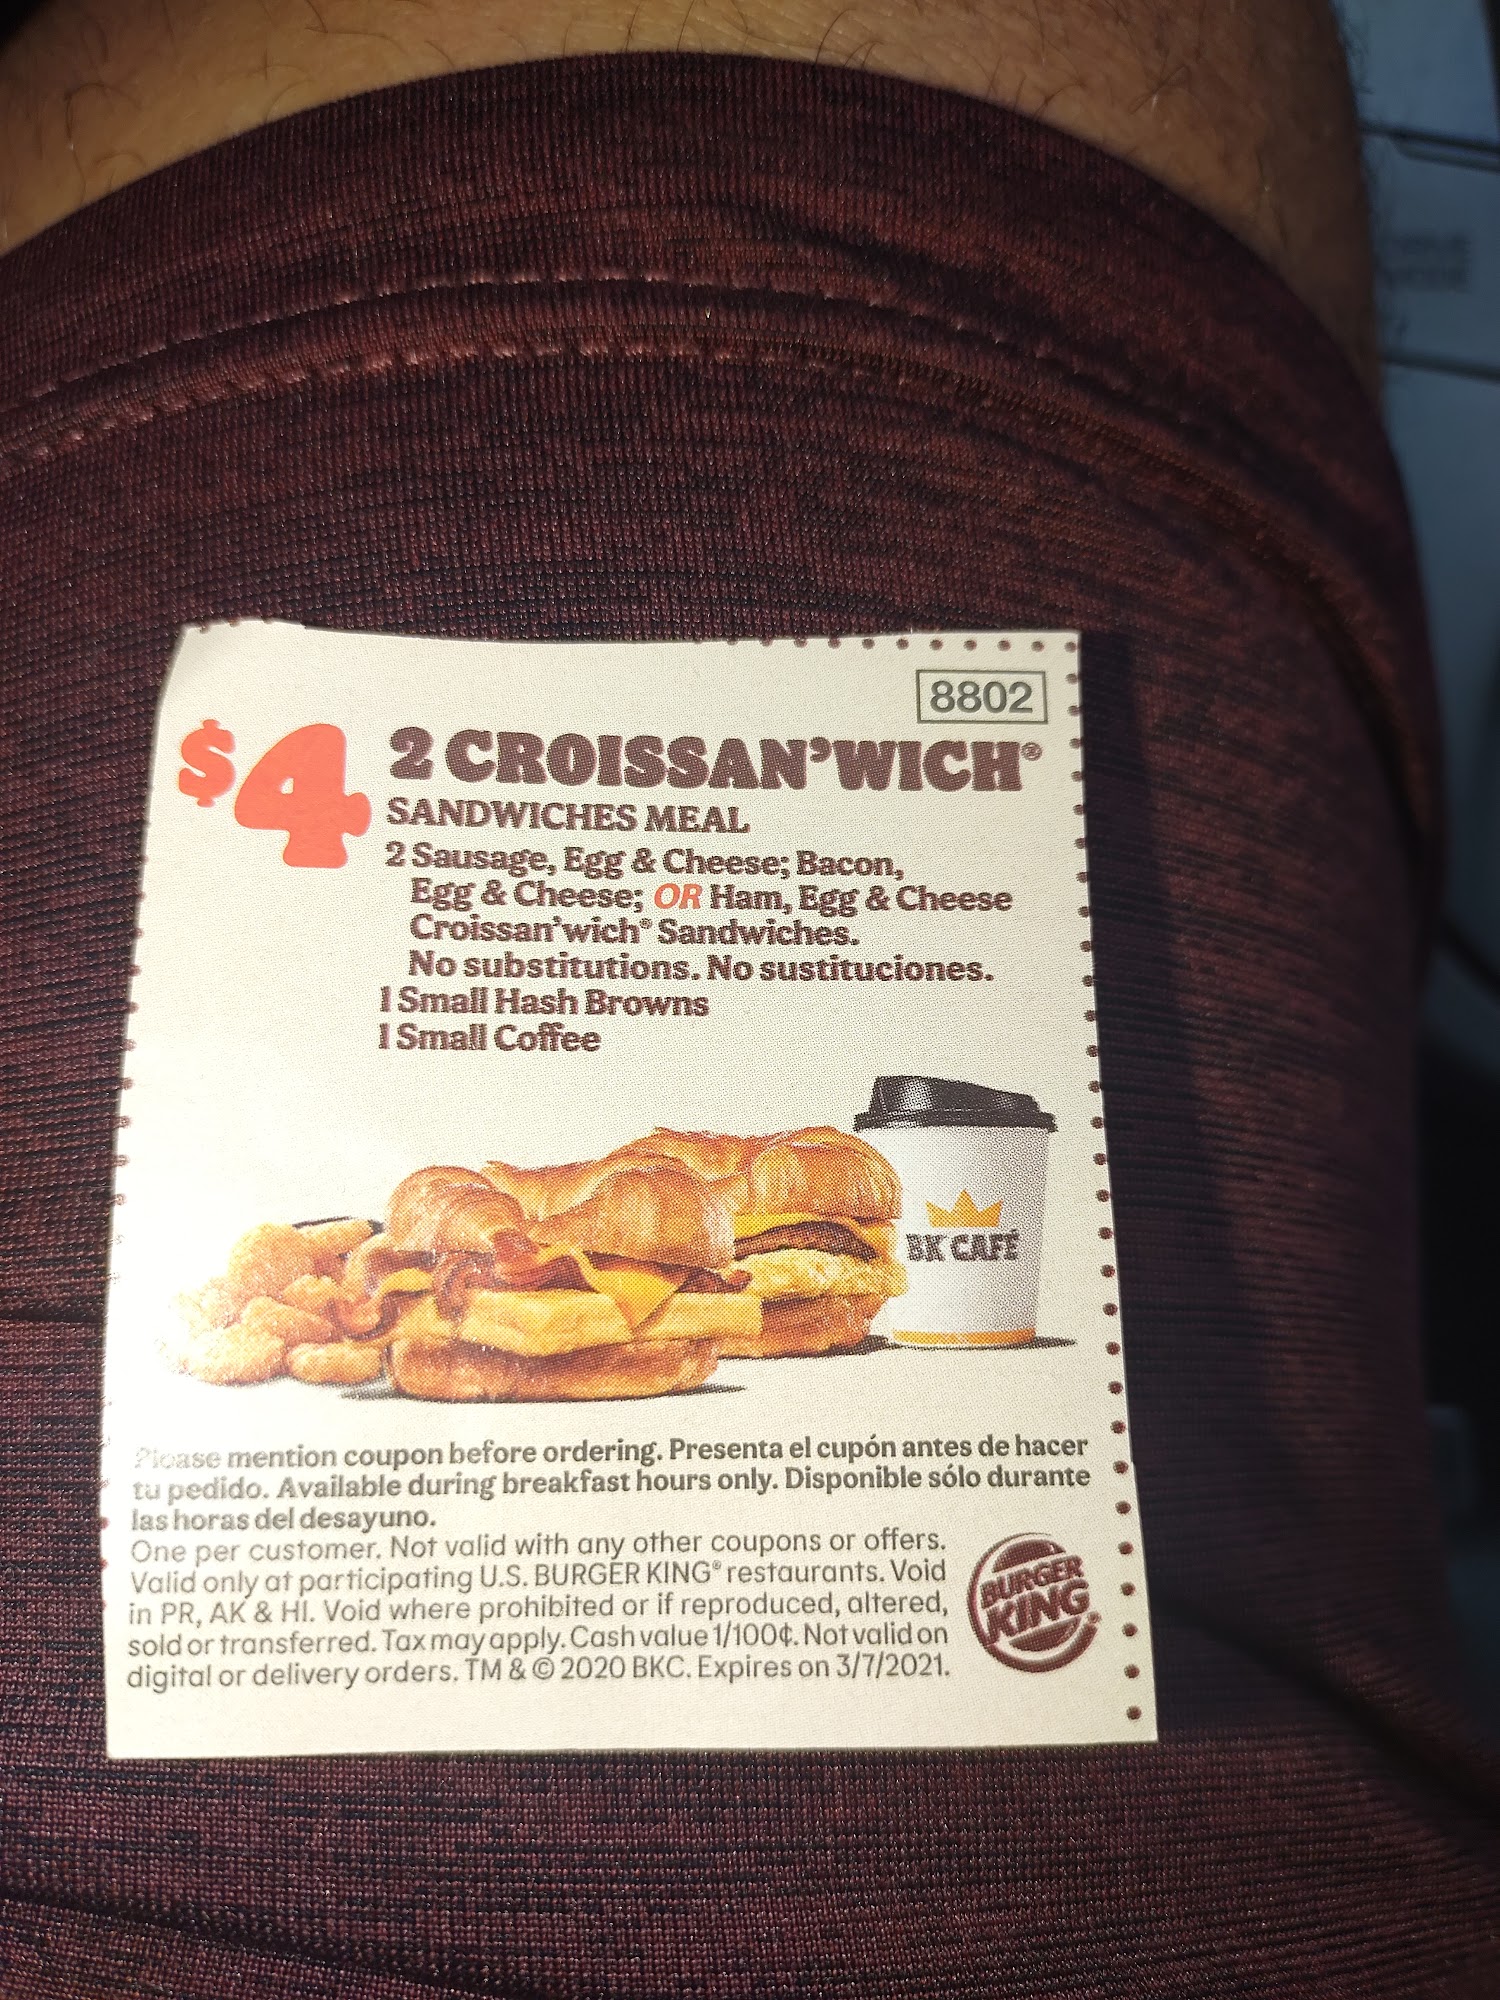 8802
$4 2 CROISSAN'WICH®
SANDWICHES MEAL
2 Sausage, Egg & Cheese; Bacon,
Egg & Cheese; OR Ham, Egg & Cheese
Croissan'wich® Sandwiches.
No substitutions. No sustituciones.
1 Small Hash Browns
1 Small Coffee
BK CAFÉ
Please mention coupon before ordering. Presenta el cupón antes de hacer
tu pedido. Available during breakfast hours only. Disponible sólo durante
las horas del desayuno.
One per customer. Not valid with any other coupons or offers.
Valid only at participating U.S. BURGER KING® restaurants. Void
in PR, AK & HI. Void where prohibited or if reproduced, altered,
sold or transferred. Tax may apply. Cash value 1/100¢. Not valid on
digital or delivery orders. TM & © 2020 BKC. Expires on 3/7/2021.
BURGER
KING®